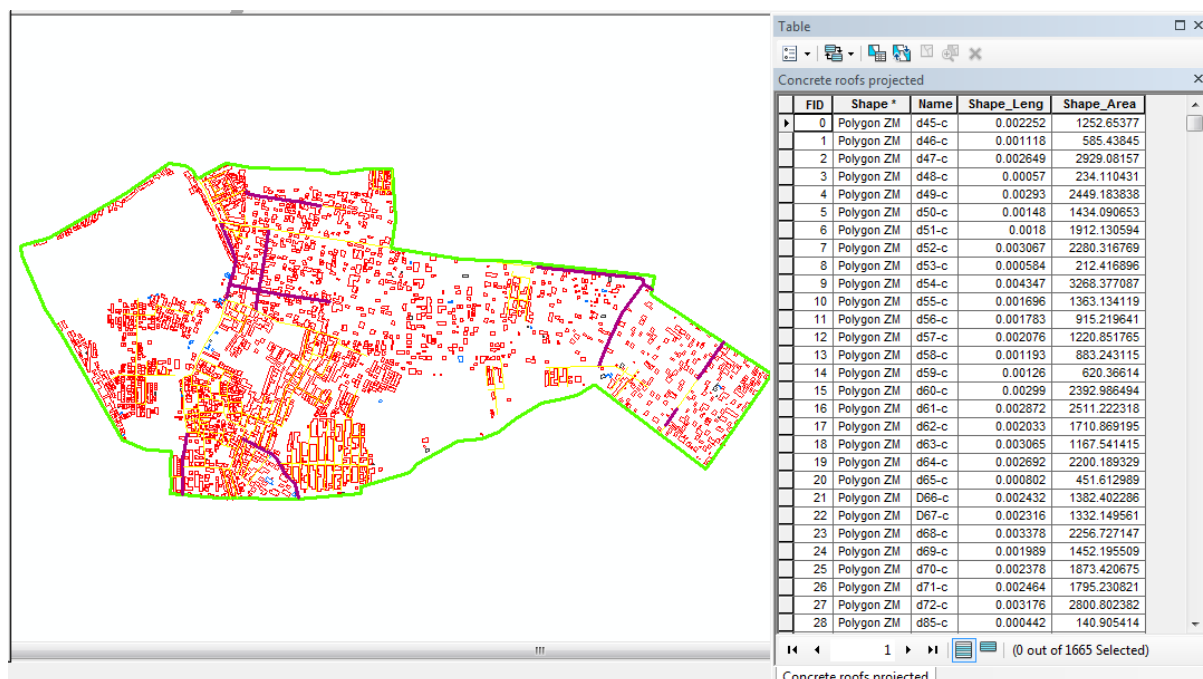 Table
Concrete roofs projected
FID Shape * Name Shape_Leng Shape_Area
0 Polygon ZM d45-c 0.002252 1252.65377
1 Polygon ZM d46-c 0.001118 585.43845
2 Polygon ZM d47-c 0.002649 2929.08157
3 Polygon ZM d48-c 0.00057 234.110431
4 Polygon ZM d49-c 0.00293 2449.183838
5 Polygon ZM d50-c 0.00148 1434.090653
6 Polygon ZM d51-c 0.0018 1912.130594
7 Polygon ZM d52-c 0.003067 2280.316769
8 Polygon ZM d53-c 0.000584 212.416896
9 Polygon ZM d54-c 0.004347 3268.377087
10 Polygon ZM d55-c 0.001696 1363.134119
11 Polygon ZM d56-c 0.001783 915.219641
12 Polygon ZM d57-c 0.002076 1220.851765
13 Polygon ZM d58-c 0.001193 883.243115
14 Polygon ZM d59-c 0.00126 620.36614
15 Polygon ZM d60-c 0.00299 2392.986494
16 Polygon ZM d61-c 0.002872 2511.222318
17 Polygon ZM d62-c 0.002033 1710.869195
18 Polygon ZM d63-c 0.003065 1167.541415
19 Polygon ZM d64-c 0.002692 2200.189329
20 Polygon ZM d65-c 0.000802 451.612989
21 Polygon ZM D66-c 0.002432 1382.402286
22 Polygon ZM D67-c 0.002316 1332.149561
23 Polygon ZM d68-c 0.003378 2256.727147
24 Polygon ZM d69-c 0.001989 1452.195509
25 Polygon ZM d70-c 0.002378 1873.420675
26 Polygon ZM d71-c 0.002464 1795.230821
27 Polygon ZM d72-c 0.003176 2800.802382
28 Polygon ZM d85-c 0.000442 140.905414
1 (0 out of 1665 Selected)
Concrete roofs projected